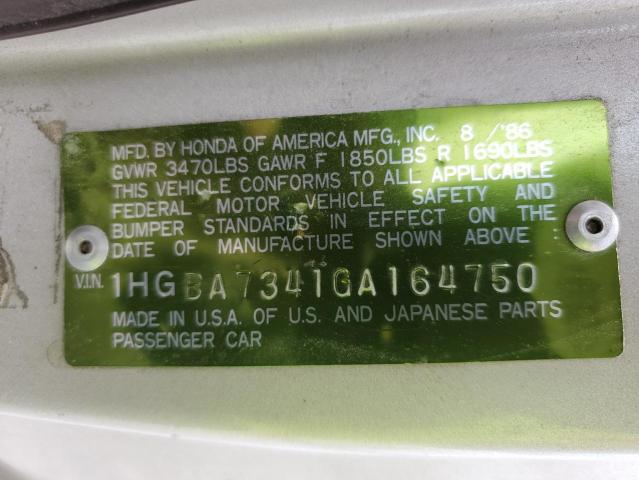 MFD. BY HONDA OF AMERICA MFG., INC. 8 / '86
GVWR 3470LBS GAWR F 1850LBS R 1690LBS
THIS VEHICLE CONFORMS TO ALL APPLICABLE
FEDERAL MOTOR VEHICLE SAFETY AND
BUMPER STANDARDS IN EFFECT ON THE
DATE OF MANUFACTURE SHOWN ABOVE
V.I.N. 1HGBA7341GA164750
MADE IN U.S.A. OF U.S. AND JAPANESE PARTS
PASSENGER CAR